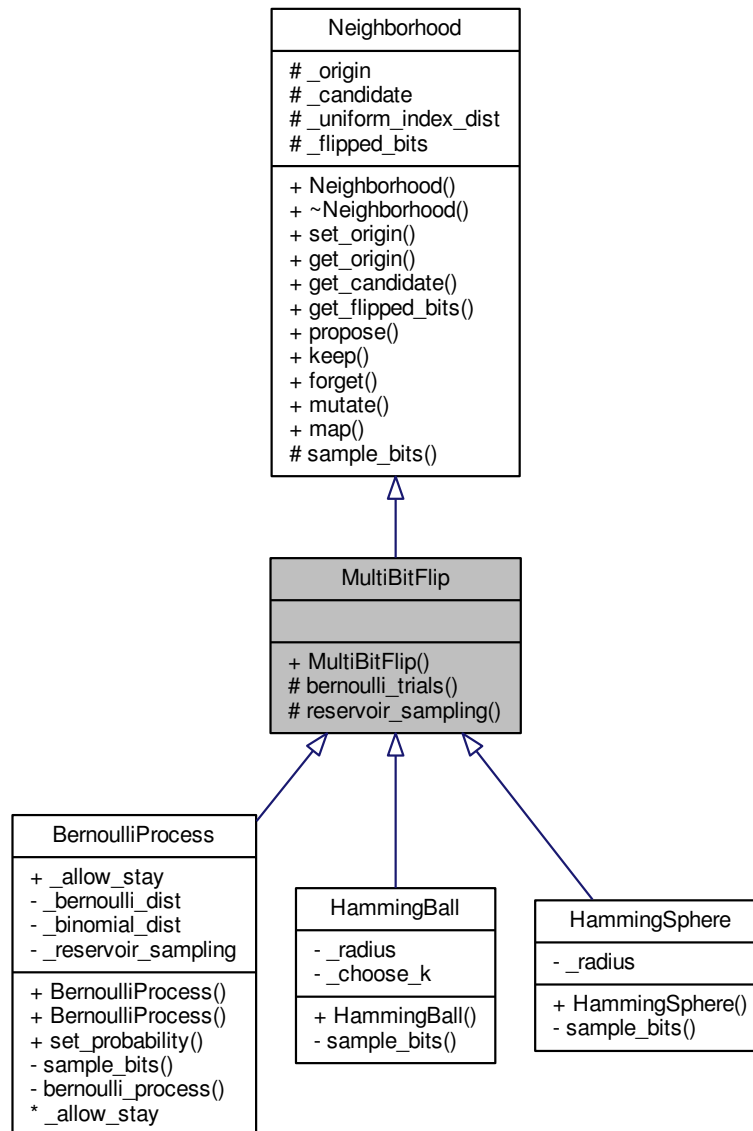 Neighborhood
# _origin
# _candidate
# _uniform_index_dist
# _flipped_bits
+ Neighborhood()
+ ~Neighborhood()
+ set_origin()
+ get_origin()
+ get_candidate()
+ get_flipped_bits()
+ propose()
+ keep()
+ forget()
+ mutate()
+ map()
# sample_bits()
MultiBitFlip
+ MultiBitFlip()
# bernoulli_trials()
# reservoir_sampling()
BernoulliProcess
+ _allow_stay
- _bernoulli_dist
- _binomial_dist
- _reservoir_sampling
+ BernoulliProcess()
+ BernoulliProcess()
+ set_probability()
- sample_bits()
- bernoulli_process()
* _allow_stay
HammingBall
- _radius
- _choose_k
+ HammingBall()
- sample_bits()
HammingSphere
- _radius
+ HammingSphere()
- sample_bits()